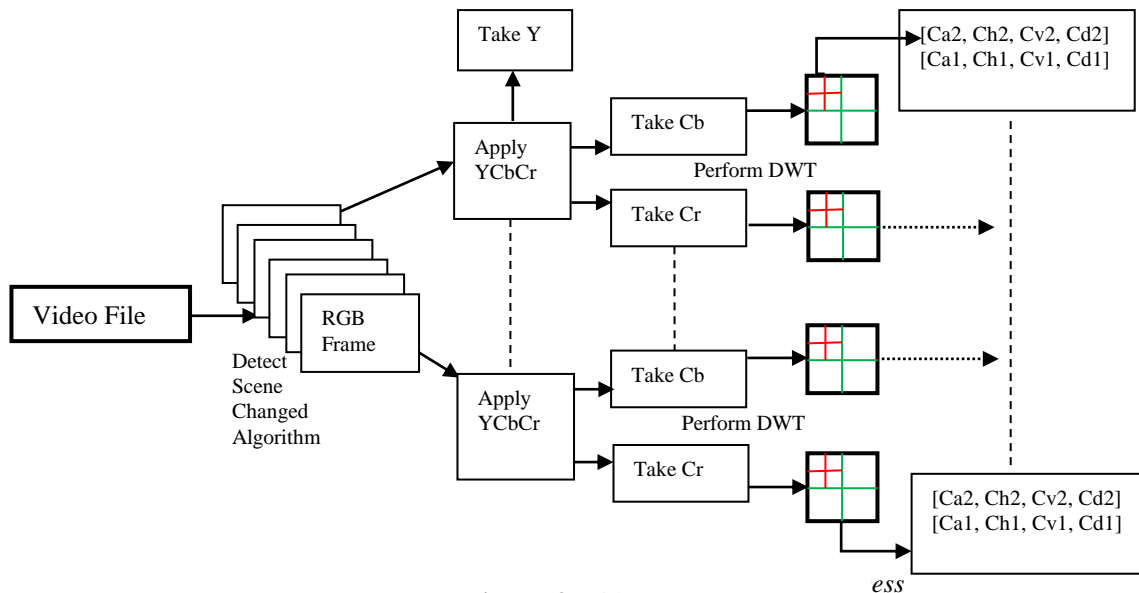 Take Y
[Ca2, Ch2, Cv2, Cd2]
[Ca1, Ch1, Cv1, Cd1]
Take Cb
Apply
YCbCr
Perform DWT
Take Cr
Video File
RGB
Frame
Detect
Scene
Changed
Algorithm
Take Cb
Apply
YCbCr
Perform DWT
Take Cr
[Ca2, Ch2, Cv2, Cd2]
[Ca1, Ch1, Cv1, Cd1]
ess